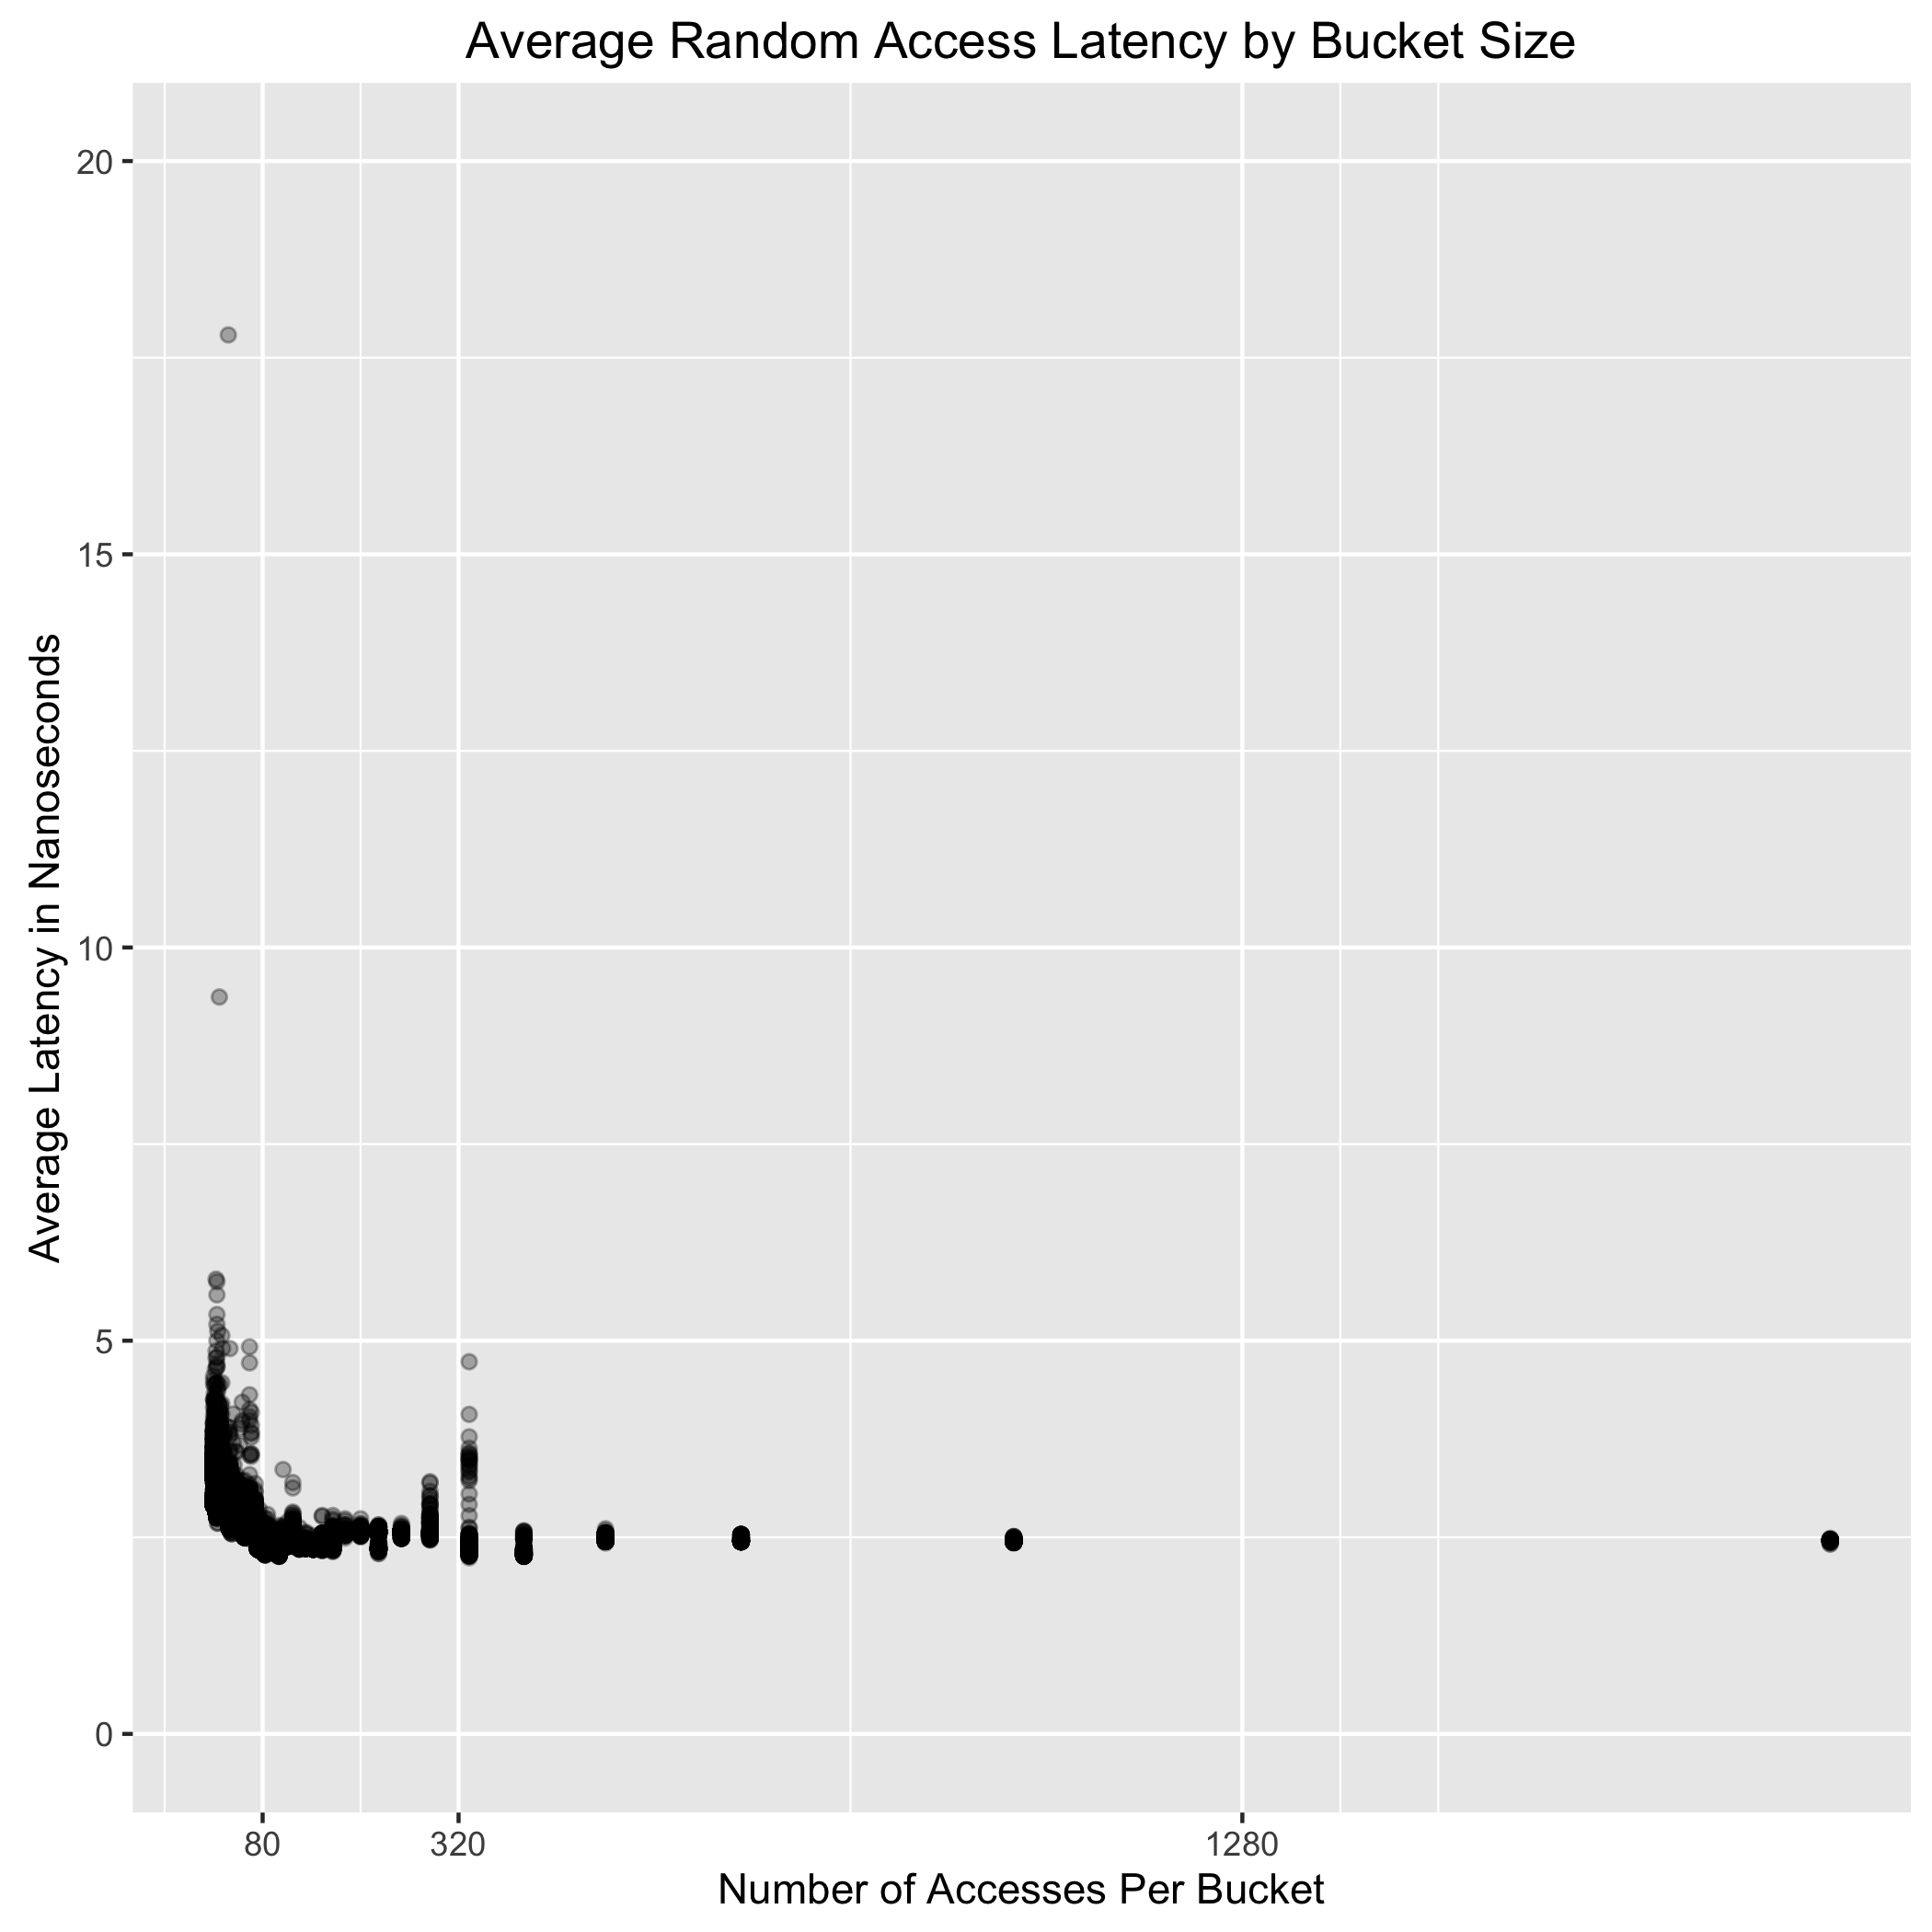 Average Random Access Latency by Bucket Size
20
15
10
5
0
Average Latency in Nanoseconds
80 320 1280
Number of Accesses Per Bucket